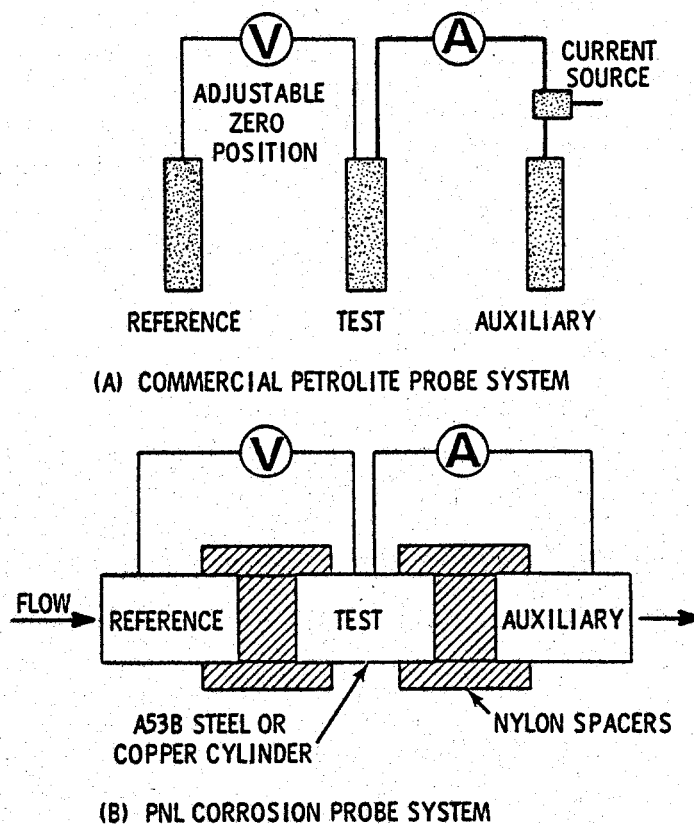 V
A
CURRENT
SOURCE
ADJUSTABLE
ZERO
POSITION
REFERENCE
TEST
AUXILIARY
(A) COMMERCIAL PETROLITE PROBE SYSTEM
V
A
FLOW
REFERENCE
TEST
AUXILIARY
A53B STEEL OR
COPPER CYLINDER
NYLON SPACERS
(B) PNL CORROSION PROBE SYSTEM